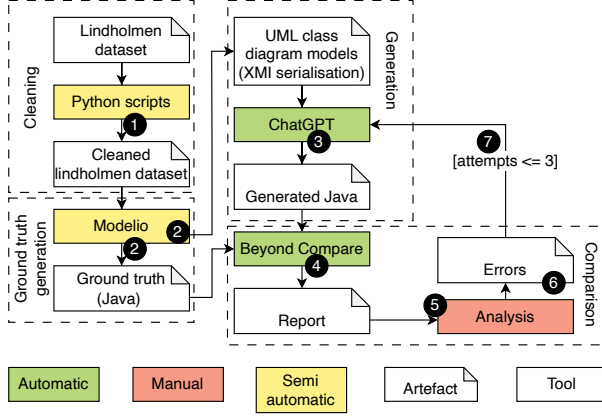 Cleaning
Lindholmen
dataset
Python scripts
1
Cleaned
lindholmen dataset
Ground truth
generation
Modelio
2
2
Ground truth
(Java)
Generation
UML class
diagram models
(XMI serialisation)
ChatGPT
3
Generated Java
7
[attempts <= 3]
Comparison
Beyond Compare
4
Report
5
Analysis
Errors
6
Automatic
Manual
Semi
automatic
Artefact
Tool